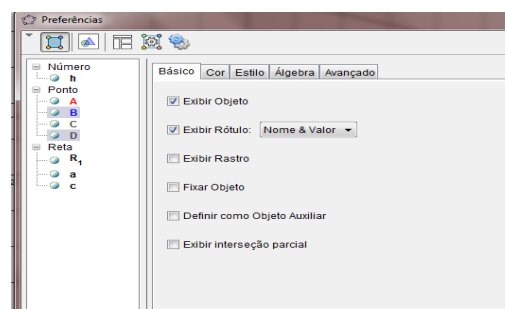 Preferências
Número
h
Ponto
A
B
C
D
Reta
R1
a
c
Básico Cor Estilo Álgebra Avançado
Exibir Objeto
Exibir Rótulo: Nome & Valor
Exibir Rastro
Fixar Objeto
Definir como Objeto Auxiliar
Exibir interseção parcial